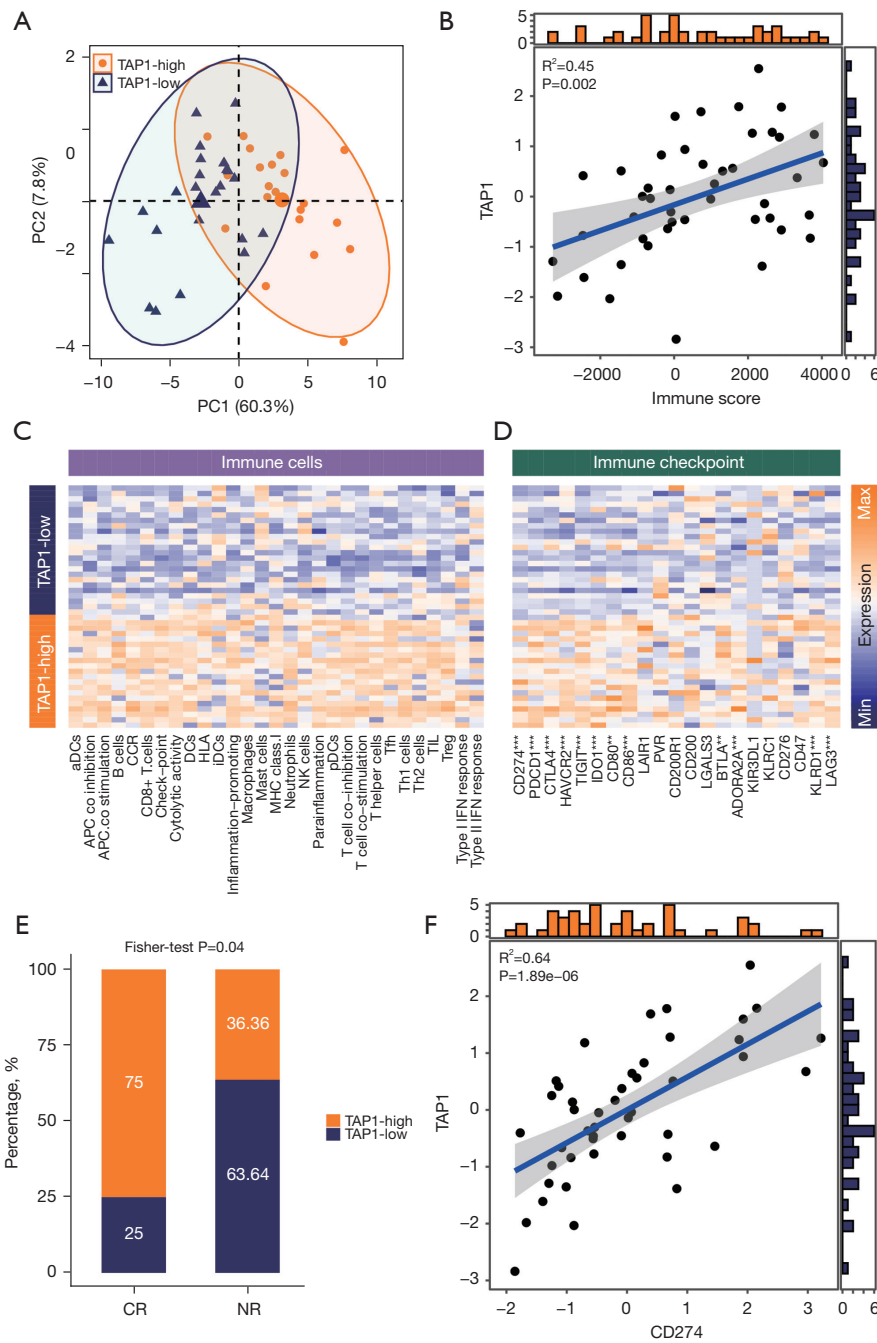 A
TAP1-high
TAP1-low
2
0
−2
−4
PC2 (7.8%)
−10
−5
0
5
10
PC1 (60.3%)
B
5
0
R²=0.45
P=0.002
2
1
0
−1
−2
−3
TAP1
−2000
0
2000
4000
0
6
Immune score
C
Immune cells
TAP1-low
TAP1-high
aDCs
APC co inhibition
APC.co stimulation
B cells
CCR
CD8+ T.cells
Check−point
Cytolytic activity
DCs
HLA
iDCs
Inflammation−promoting
Macrophages
Mast cells
MHC class.I
Neutrophils
NK cells
Parainflammation
pDCs
T cell co−inhibition
T cell co−stimulation
T helper cells
Tfh
Th1 cells
Th2 cells
TIL
Treg
Type I IFN response
Type II IFN response
D
Immune checkpoint
CD274***
PDCD1***
CTLA4***
HAVCR2***
TIGIT***
IDO1***
CD80**
CD86***
LAIR1
PVR
CD200R1
CD200
LGALS3
BTLA**
ADORA2A***
KIR3DL1
KLRC1
CD276
CD47
KLRD1***
LAG3***
Max
Expression
Min
E
Fisher-test P=0.04
100
75
50
25
0
Percentage, %
75
25
36.36
63.64
CR
NR
TAP1-high
TAP1-low
F
5
0
R²=0.64
P=1.89e−06
2
1
0
−1
−2
−3
TAP1
−2
−1
0
1
2
3
0
6
CD274